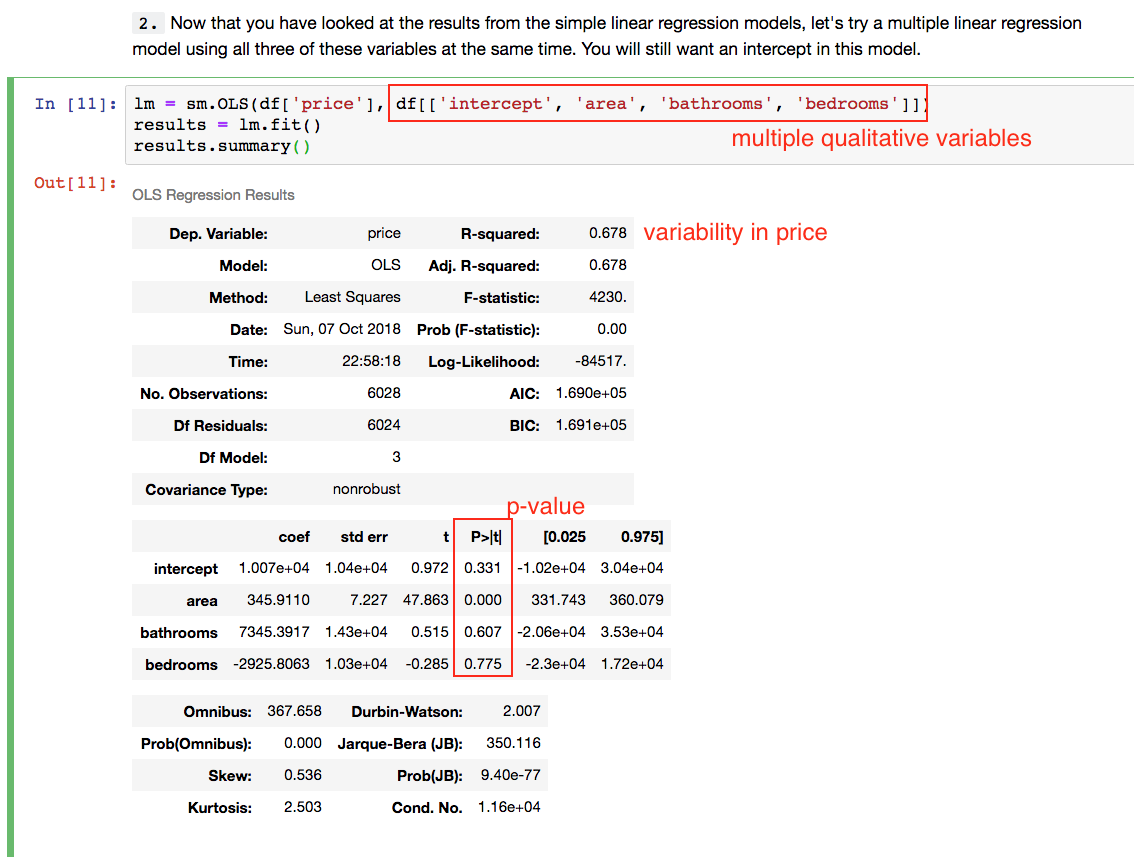 2. Now that you have looked at the results from the simple linear regression models, let's try a multiple linear regression
model using all three of these variables at the same time. You will still want an intercept in this model.
In [11]: lm = sm.OLS(df['price'], df[['intercept', 'area', 'bathrooms', 'bedrooms']])
results = lm.fit()
results.summary()
multiple qualitative variables
Out[11]:
OLS Regression Results
Dep. Variable: price R-squared: 0.678 variability in price
Model: OLS Adj. R-squared: 0.678
Method: Least Squares F-statistic: 4230.
Date: Sun, 07 Oct 2018 Prob (F-statistic): 0.00
Time: 22:58:18 Log-Likelihood: -84517.
No. Observations: 6028 AIC: 1.690e+05
Df Residuals: 6024 BIC: 1.691e+05
Df Model: 3
Covariance Type: nonrobust
p-value
coef std err t P>|t| [0.025 0.975]
intercept 1.007e+04 1.04e+04 0.972 0.331 -1.02e+04 3.04e+04
area 345.9110 7.227 47.863 0.000 331.743 360.079
bathrooms 7345.3917 1.43e+04 0.515 0.607 -2.06e+04 3.53e+04
bedrooms -2925.8063 1.03e+04 -0.285 0.775 -2.3e+04 1.72e+04
Omnibus: 367.658 Durbin-Watson: 2.007
Prob(Omnibus): 0.000 Jarque-Bera (JB): 350.116
Skew: 0.536 Prob(JB): 9.40e-77
Kurtosis: 2.503 Cond. No. 1.16e+04